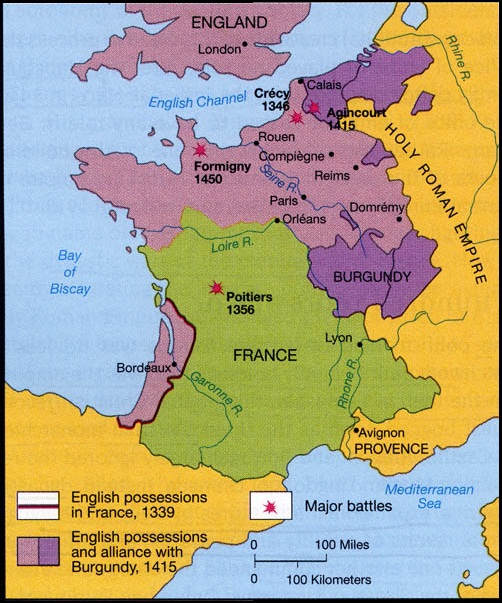 ENGLAND
London
Rhine R.
Calais
Crécy
1346
English Channel
Agincourt
1415
Rouen
Formigny
1450
Compiègne
Reims
Seine R.
HOLY ROMAN EMPIRE
Paris
Domrémy
Orléans
Loire R.
Bay
of
Biscay
BURGUNDY
Poitiers
1356
Lyon
FRANCE
Bordeaux
Garonne R.
Rhone R.
Avignon
PROVENCE
Mediterranean
Sea
English possessions
in France, 1339
Major battles
English possessions
and alliance with
Burgundy, 1415
0 100 Miles
0 100 Kilometers